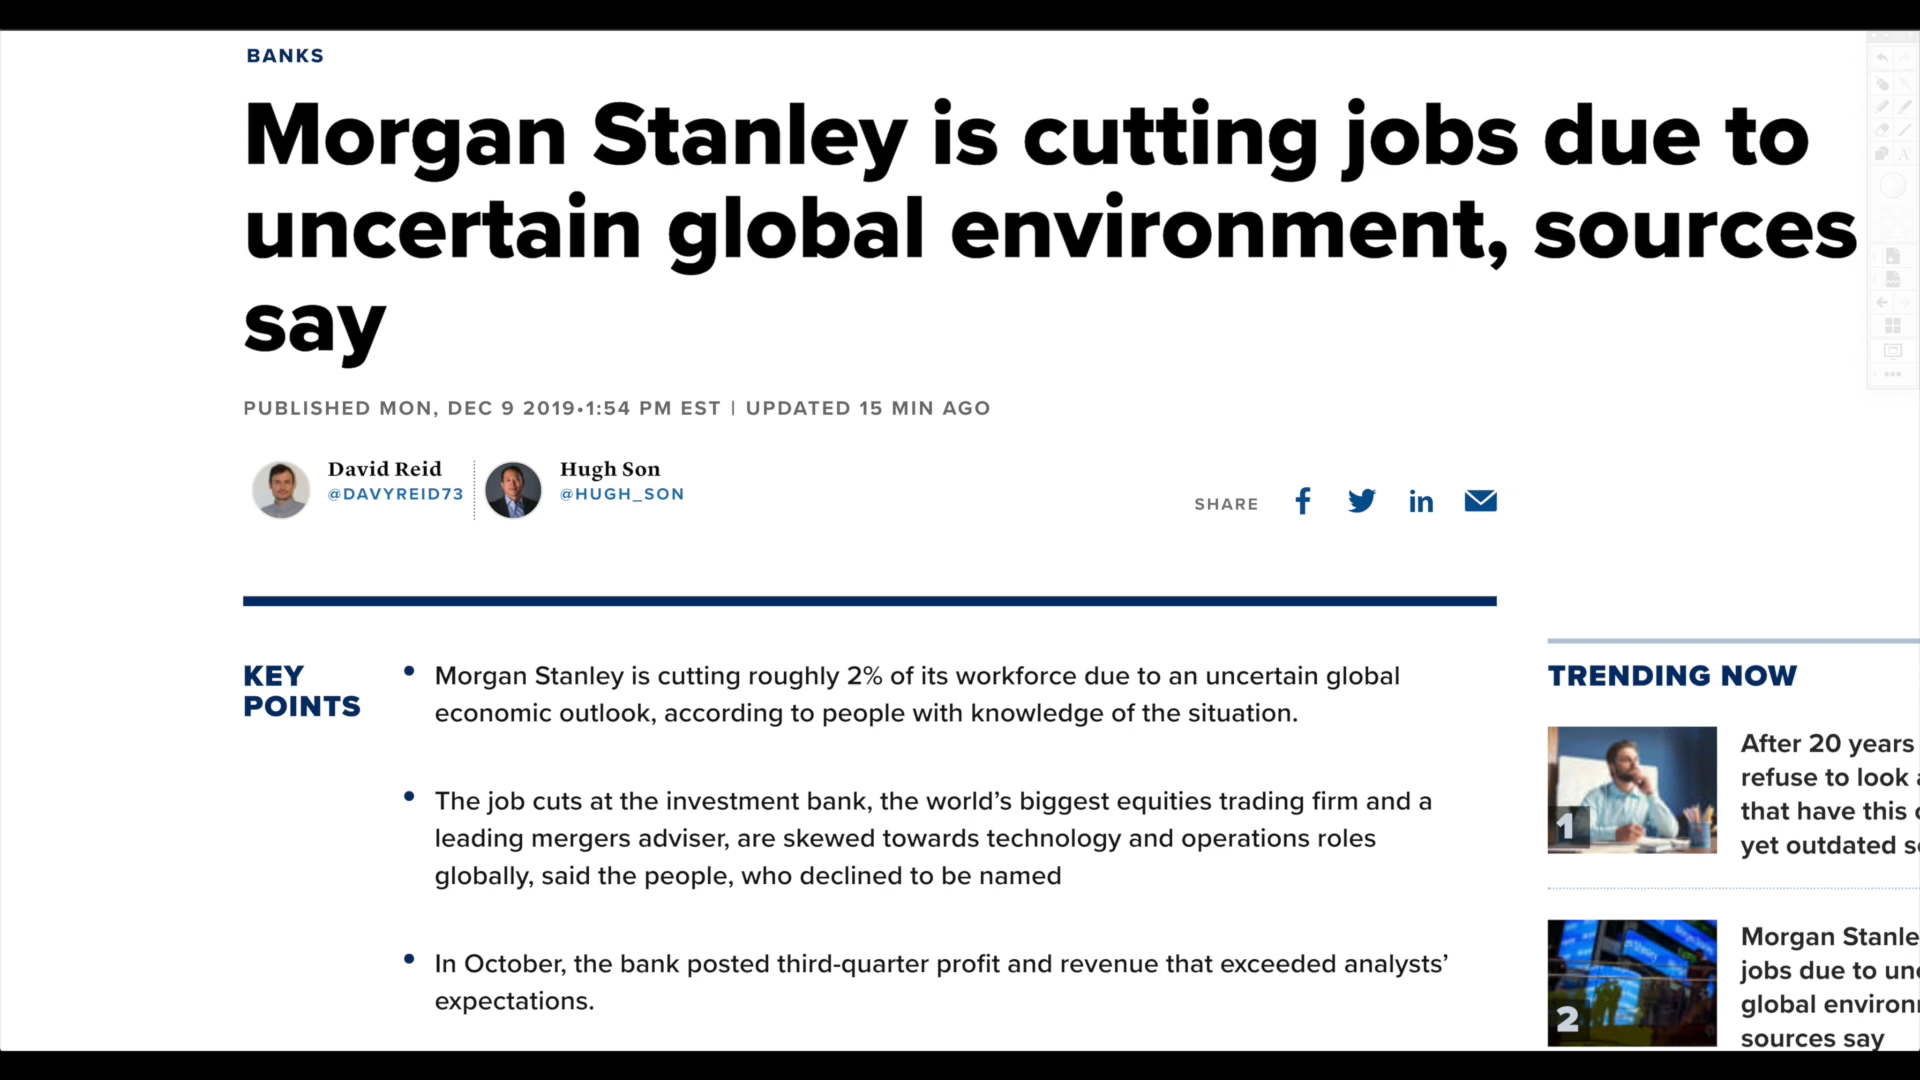 BANKS
Morgan Stanley is cutting jobs due to
uncertain global environment, sources
say
PUBLISHED MON, DEC 9 2019•1:54 PM EST | UPDATED 15 MIN AGO
David Reid
@DAVYREID73
Hugh Son
@HUGH_SON
SHARE
KEY
POINTS
• Morgan Stanley is cutting roughly 2% of its workforce due to an uncertain global
economic outlook, according to people with knowledge of the situation.
• The job cuts at the investment bank, the world’s biggest equities trading firm and a
leading mergers adviser, are skewed towards technology and operations roles
globally, said the people, who declined to be named
• In October, the bank posted third-quarter profit and revenue that exceeded analysts’
expectations.
TRENDING NOW
1
After 20 years
refuse to look
that have this
yet outdated
2
Morgan
jobs due to
global
sources say